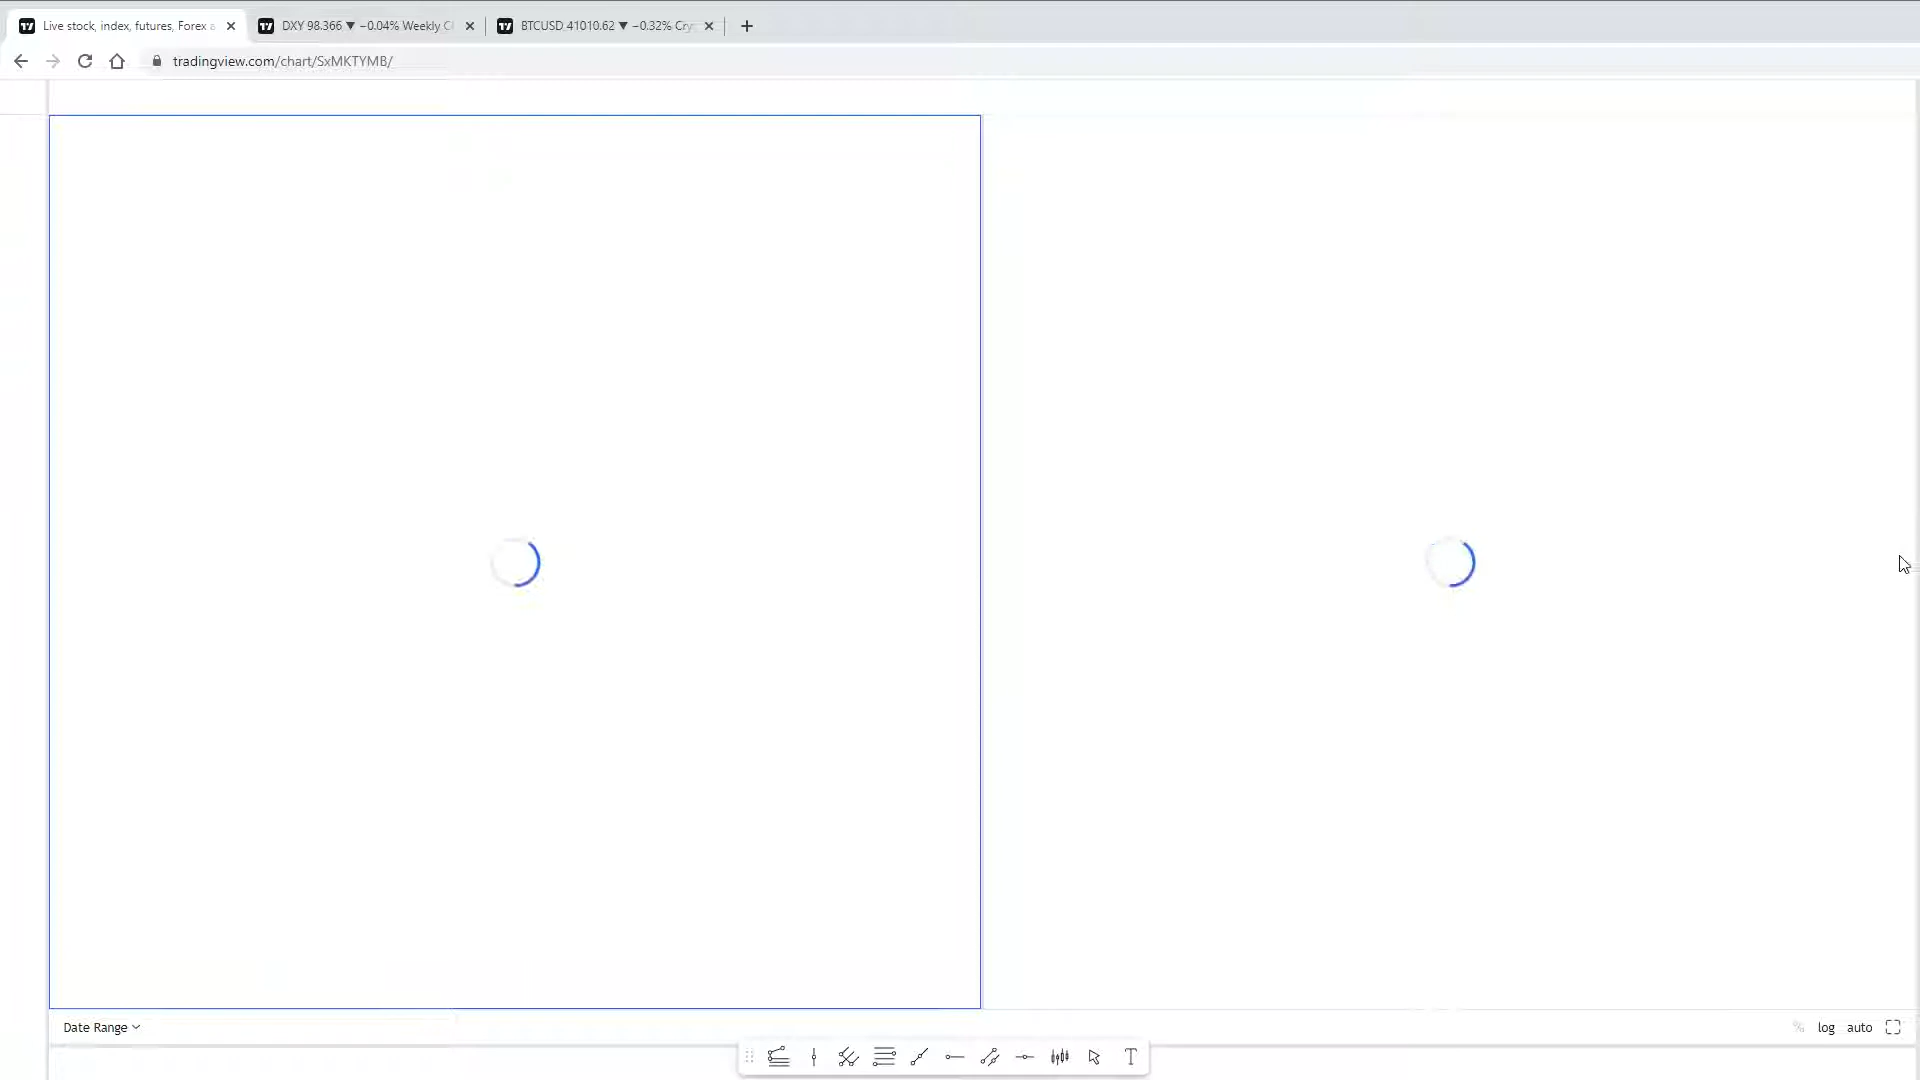 Live stock, index, futures, Forex a
DXY 98.366 ▼ −0.04% Weekly C
BTCUSD 41010.62 ▼ −0.32% Cry
tradingview.com/chart/SxMKTYMB/
Date Range
% log auto
T